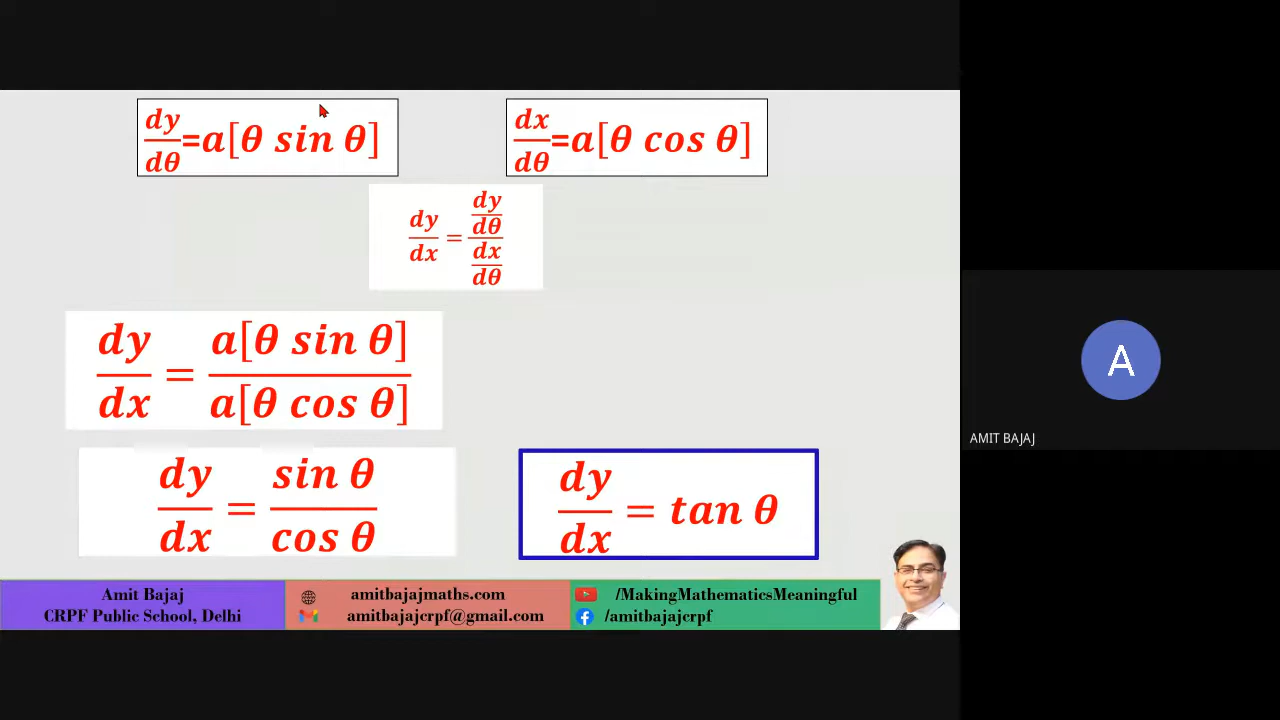 dy/dθ=a[θ sin θ]
dx/dθ=a[θ cos θ]
dy/dx = (dy/dθ)/(dx/dθ)
dy/dx = a[θ sin θ]/a[θ cos θ]
dy/dx = sin θ/cos θ
dy/dx = tan θ
A
AMIT BAJAJ
Amit Bajaj
CRPF Public School, Delhi
amitbajajmaths.com
amitbajajcrpf@gmail.com
/MakingMathematicsMeaningful
/amitbajajcrpf